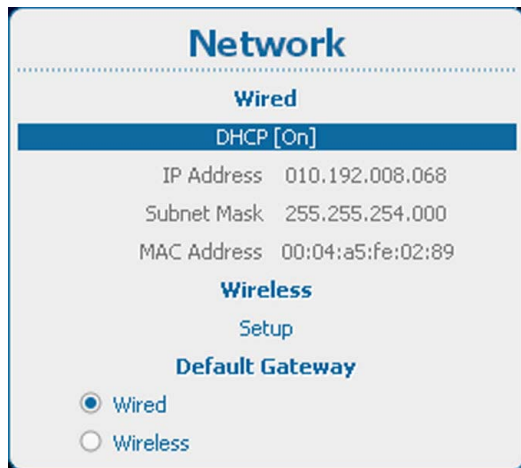 Network
Wired
DHCP [On]
IP Address 010.192.008.068
Subnet Mask 255.255.254.000
MAC Address 00:04:a5:fe:02:89
Wireless
Setup
Default Gateway
Wired
Wireless